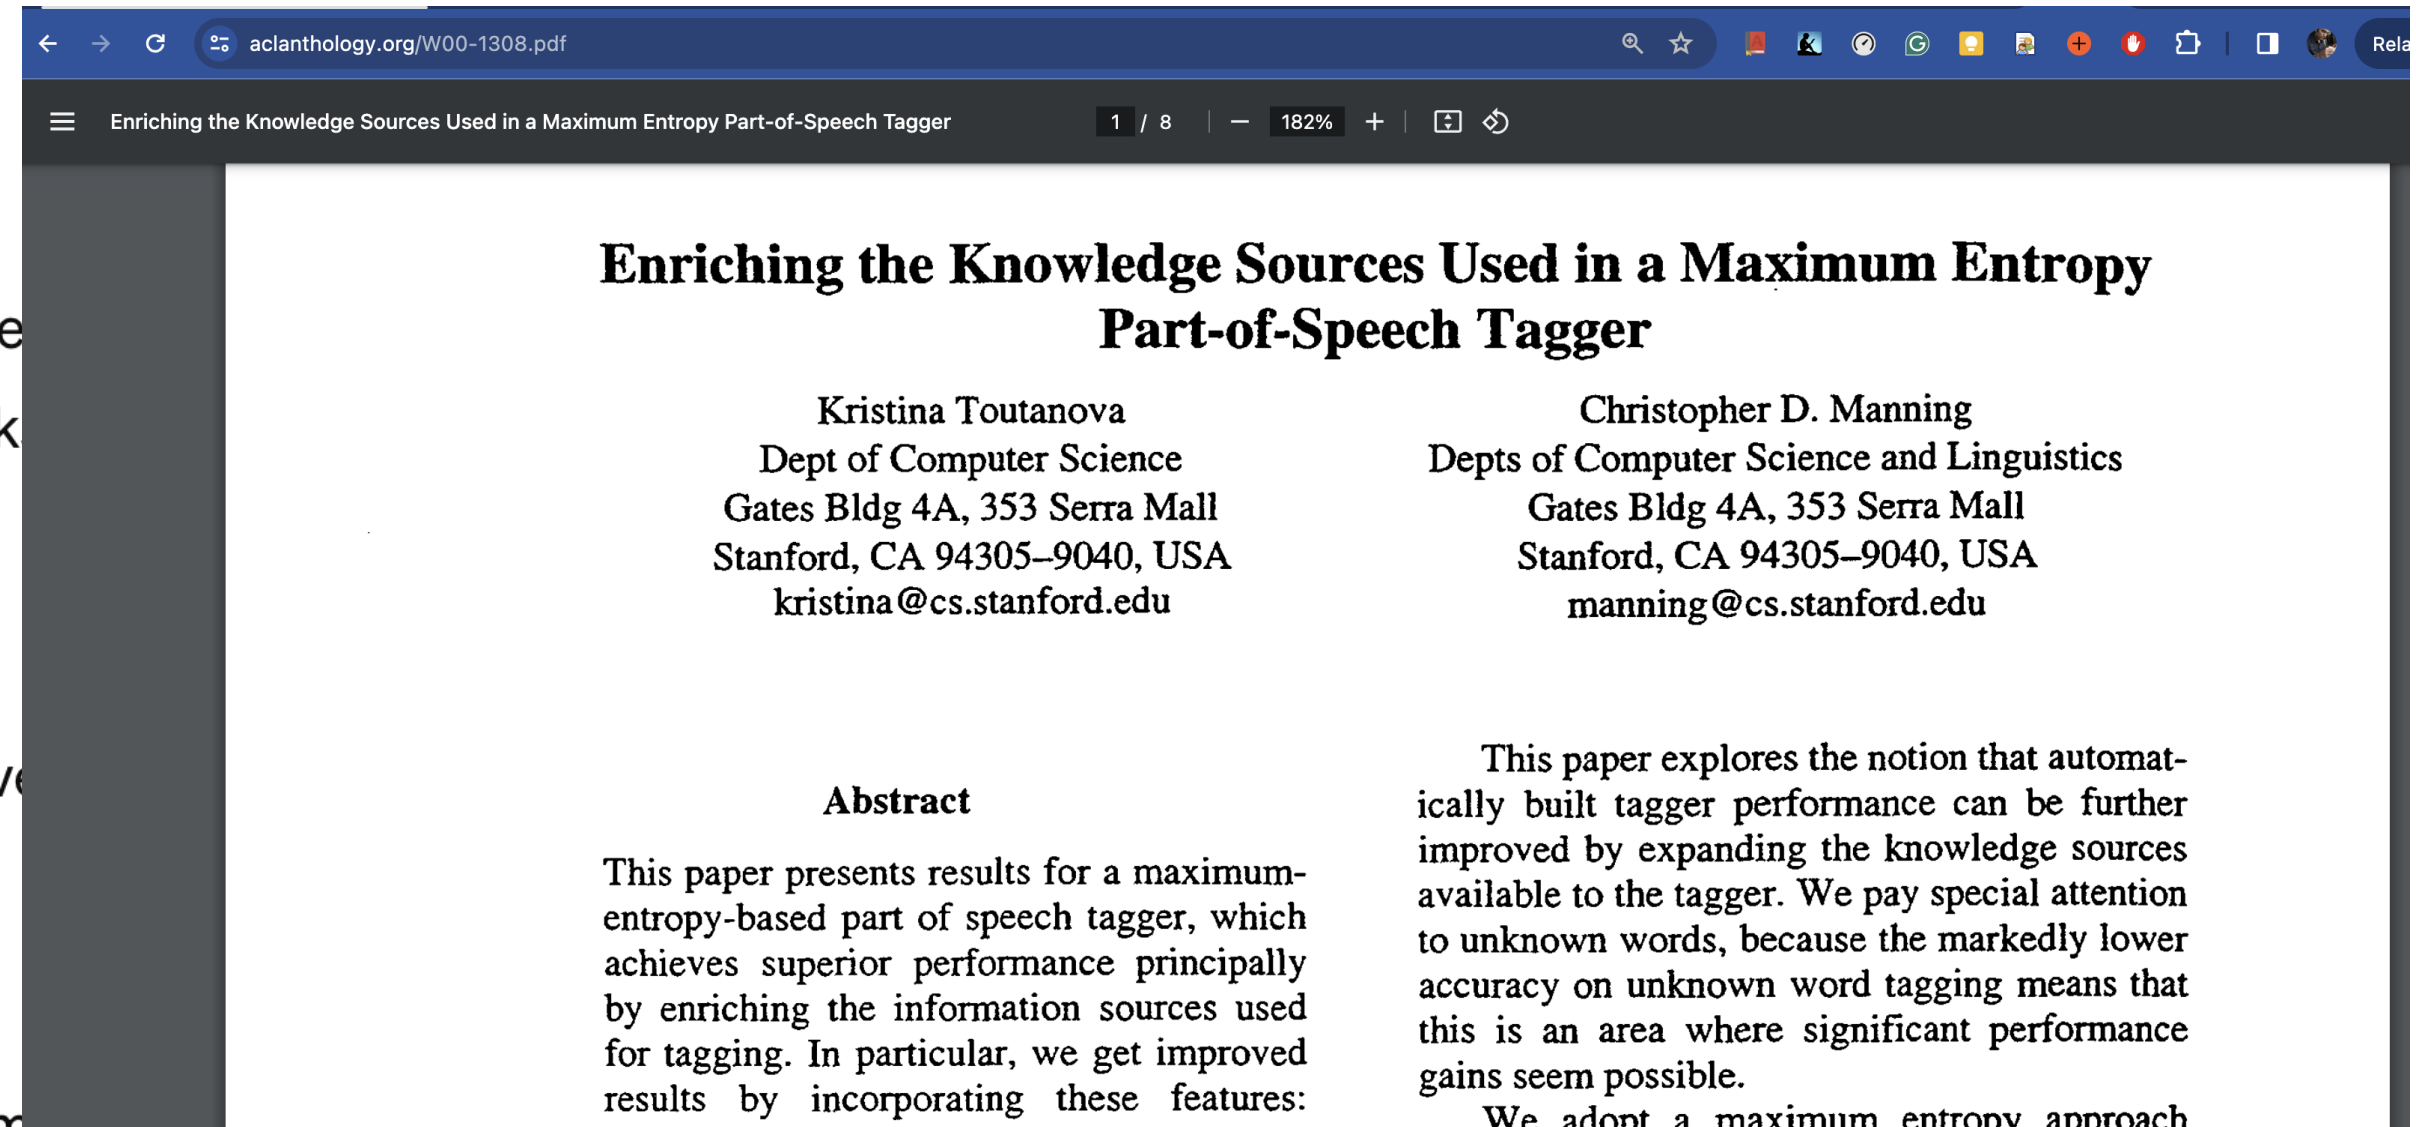 aclanthology.org/W00-1308.pdf
Rela
Enriching the Knowledge Sources Used in a Maximum Entropy Part-of-Speech Tagger
1 / 8
182%
Enriching the Knowledge Sources Used in a Maximum Entropy
Part-of-Speech Tagger
Kristina Toutanova
Dept of Computer Science
Gates Bldg 4A, 353 Serra Mall
Stanford, CA 94305–9040, USA
kristina@cs.stanford.edu
Christopher D. Manning
Depts of Computer Science and Linguistics
Gates Bldg 4A, 353 Serra Mall
Stanford, CA 94305–9040, USA
manning@cs.stanford.edu
Abstract
This paper presents results for a maximum-
entropy-based part of speech tagger, which
achieves superior performance principally
by enriching the information sources used
for tagging. In particular, we get improved
results by incorporating these features:
This paper explores the notion that automat-
ically built tagger performance can be further
improved by expanding the knowledge sources
available to the tagger. We pay special attention
to unknown words, because the markedly lower
accuracy on unknown word tagging means that
this is an area where significant performance
gains seem possible.
We adopt a maximum entropy approach